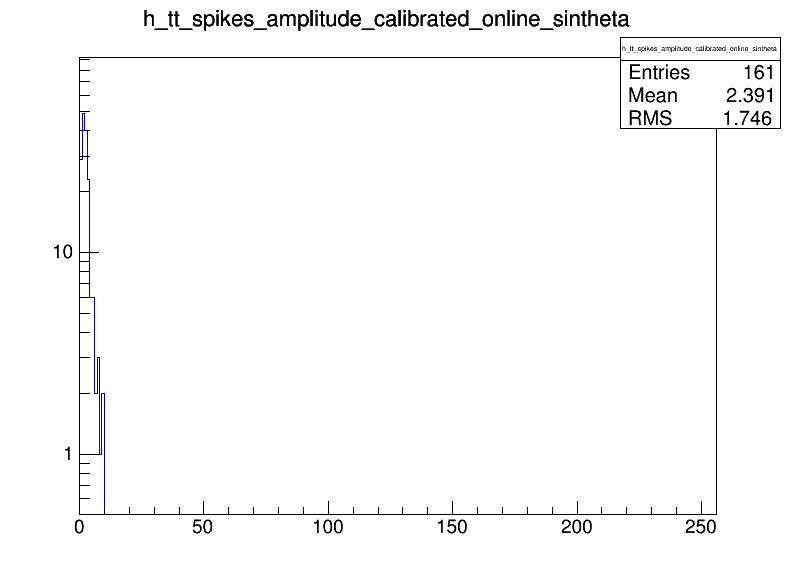 h_tt_spikes_amplitude_calibrated_online_sintheta
h_tt_spikes_amplitude_calibrated_online_sintheta
Entries 161
Mean 2.391
RMS 1.746
10
1
0 50 100 150 200 250